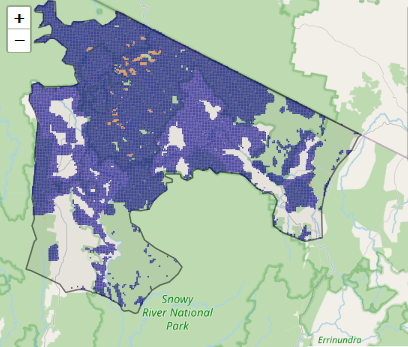 +
−
Snowy
River National
Park
Errinundra